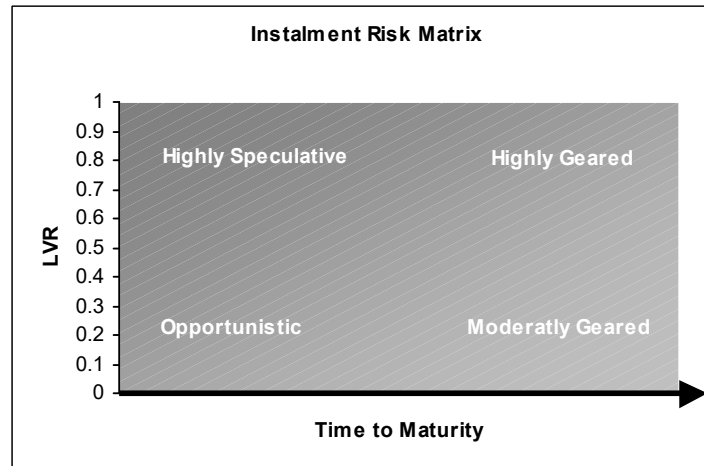 Instalment Risk Matrix
1
0.9
0.8
0.7
0.6
0.5
0.4
0.3
0.2
0.1
0
LVR
Highly Speculative
Highly Geared
Opportunistic
Moderatly Geared
Time to Maturity